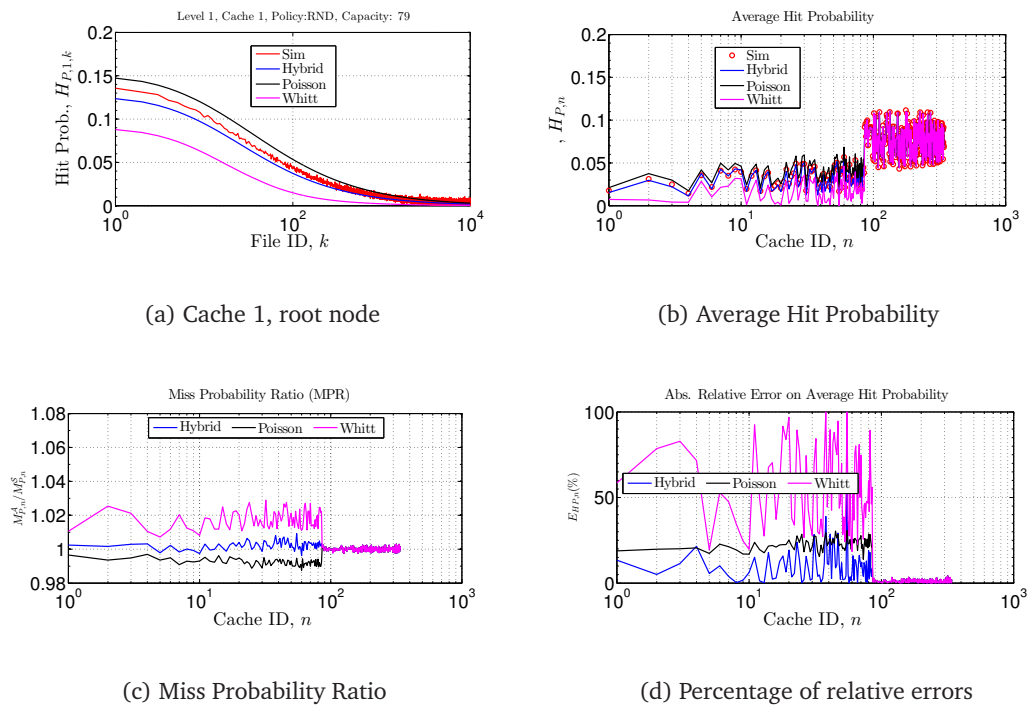 Level 1, Cache 1, Policy:RND, Capacity: 79
Hit Prob., H_{P,1,k}
0.2
0.15
0.1
0.05
0
Sim
Hybrid
Poisson
Whitt
10^0 10^2 10^4
File ID, k
(a) Cache 1, root node
Average Hit Probability
, H_{P,n}
0.2
0.15
0.1
0.05
0
Sim
Hybrid
Poisson
Whitt
10^0 10^1 10^2 10^3
Cache ID, n
(b) Average Hit Probability
Miss Probability Ratio (MPR)
M^A_{P,n}/M^S_{P,n}
1.08
1.06
1.04
1.02
1
0.98
Hybrid Poisson Whitt
10^0 10^1 10^2 10^3
Cache ID, n
(c) Miss Probability Ratio
Abs. Relative Error on Average Hit Probability
E_{HP,n}(%)
100
50
0
Hybrid Poisson Whitt
10^0 10^1 10^2 10^3
Cache ID, n
(d) Percentage of relative errors